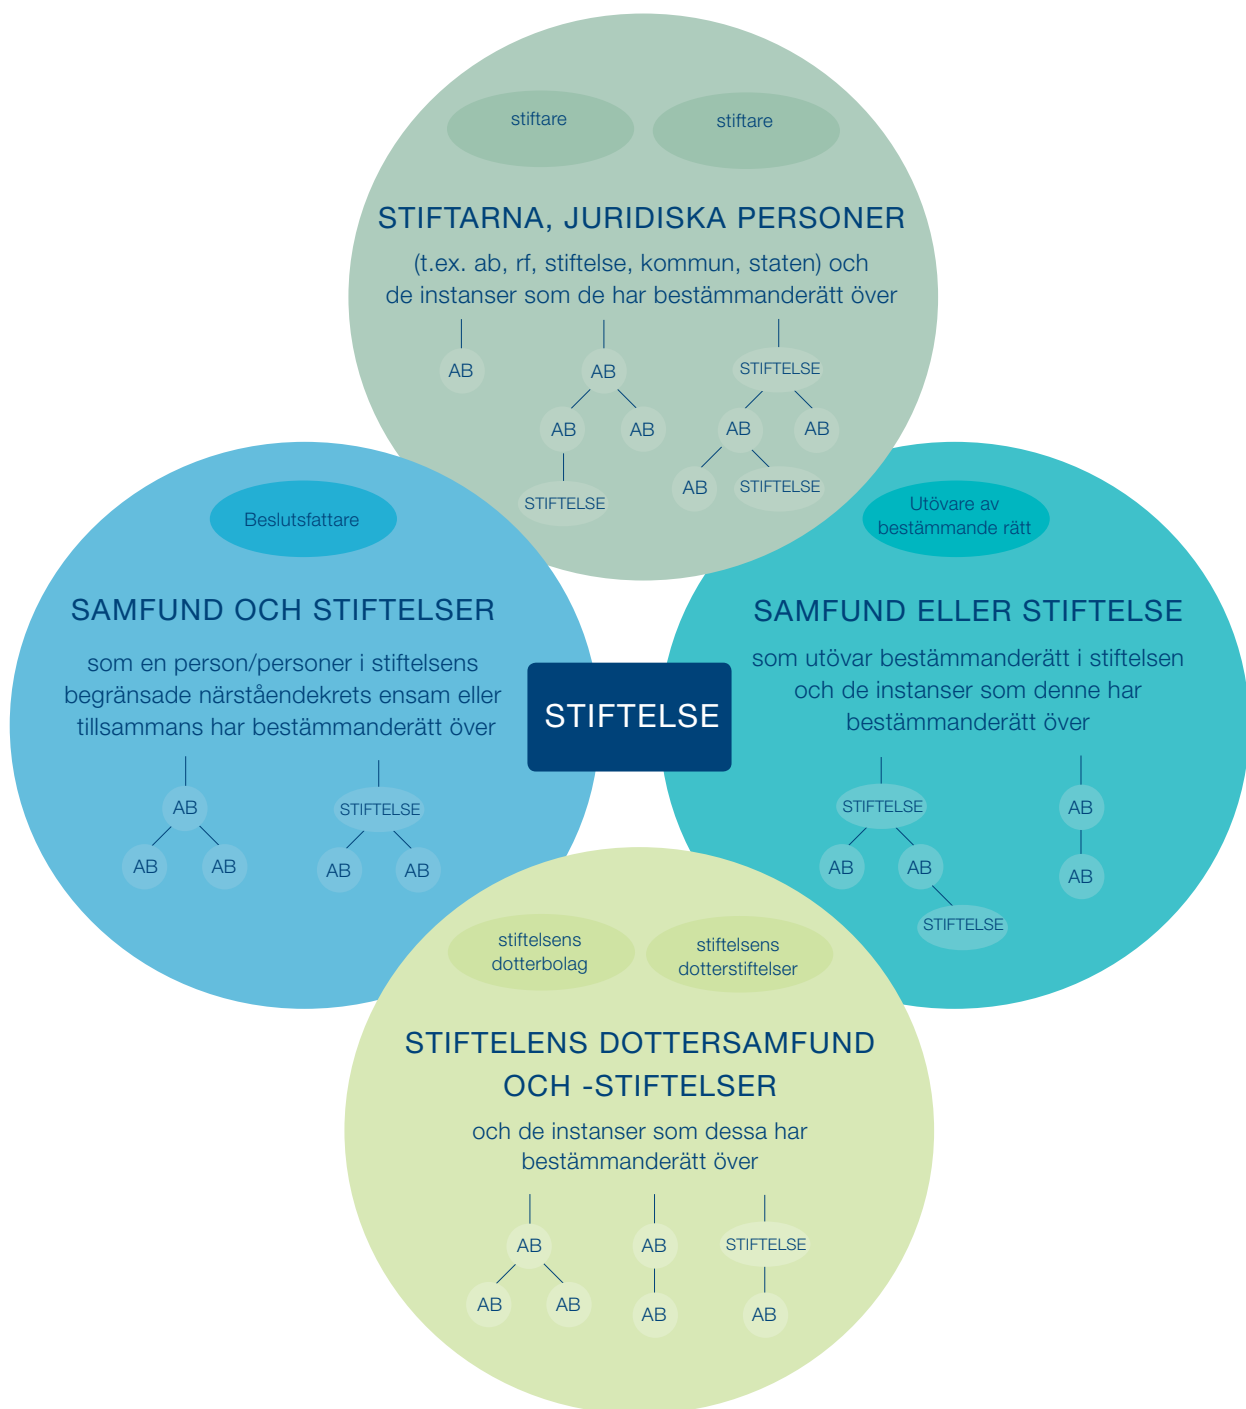 stiftare
stiftare
STIFTARNA, JURIDISKA PERSONER
(t.ex. ab, rf, stiftelse, kommun, staten) och
de instanser som de har bestämmanderätt över
AB
AB
STIFTELSE
AB
AB
AB
AB
AB
STIFTELSE
STIFTELSE
Beslutsfattare
SAMFUND OCH STIFTELSER
som en person/personer i stiftelsens
begränsade närståendekrets ensam eller
tillsammans har bestämmanderätt över
AB
STIFTELSE
AB
AB
AB
AB
STIFTELSE
Utövare av
bestämmande rätt
SAMFUND ELLER STIFTELSE
som utövar bestämmanderätt i stiftelsen
och de instanser som denne har
bestämmanderätt över
STIFTELSE
AB
AB
AB
AB
STIFTELSE
stiftelsens
dotterbolag
stiftelsens
dotterstiftelser
STIFTELENS DOTTERSAMFUND
OCH -STIFTELSER
och de instanser som dessa har
bestämmanderätt över
AB
AB
STIFTELSE
AB
AB
AB
AB